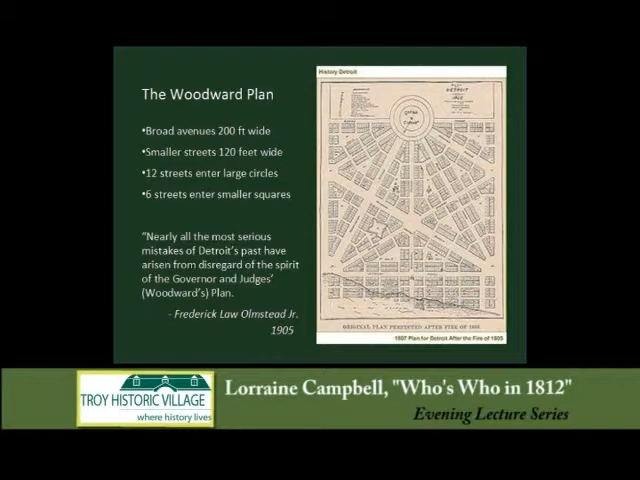 The Woodward Plan
•Broad avenues 200 ft wide
•Smaller streets 120 feet wide
•12 streets enter large circles
•6 streets enter smaller squares
"Nearly all the most serious
mistakes of Detroit's past have
arisen from disregard of the spirit
of the Governor and Judges'
(Woodward's) Plan.
- Frederick Law Olmstead Jr.
1905
History Detroit
DETROIT
ORIGINAL PLAN PERFECTED AFTER FIRE OF 1805
1807 Plan for Detroit After the Fire of 1805
TROY HISTORIC VILLAGE
where history lives
Lorraine Campbell, "Who's Who in 1812"
Evening Lecture Series